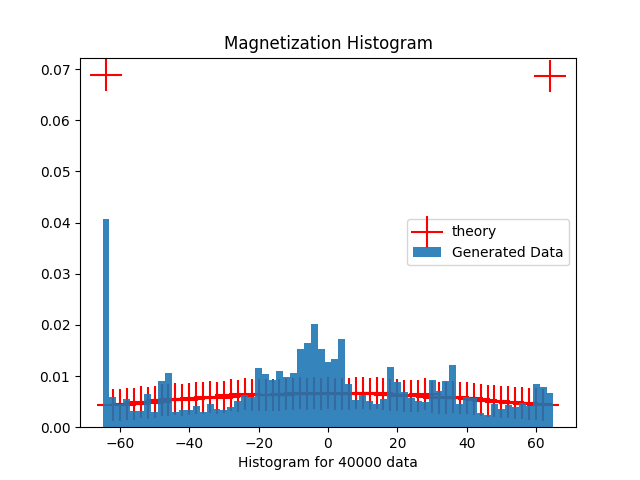 Magnetization Histogram
0.07
0.06
0.05
0.04
0.03
0.02
0.01
0.00
theory
Generated Data
−60 −40 −20 0 20 40 60
Histogram for 40000 data